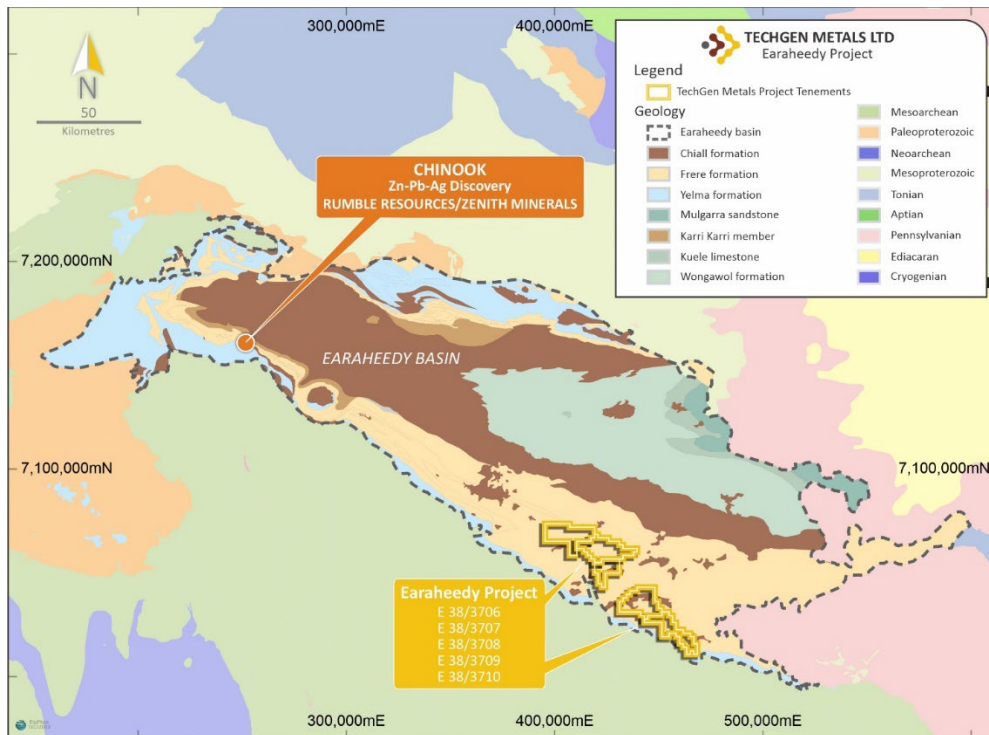 300,000mE
400,000mE
N
50
Kilometres
TECHGEN METALS LTD
Earaheedy Project
Legend
TechGen Metals Project Tenements
Geology
Earaheedy basin
Chiall formation
Frere formation
Yelma formation
Mulgarra sandstone
Karri Karri member
Kuele limestone
Wongawol formation
Mesoarchean
Paleoproterozoic
Neoarchean
Mesoproterozoic
Tonian
Aptian
Pennsylvanian
Ediacaran
Cryogenian
CHINOOK
Zn-Pb-Ag Discovery
RUMBLE RESOURCES/ZENITH MINERALS
7,200,000mN
EARAHEEDY BASIN
7,100,000mN
7,100,000mN
Earaheedy Project
E 38/3706
E 38/3707
E 38/3708
E 38/3709
E 38/3710
300,000mE
400,000mE
500,000mE